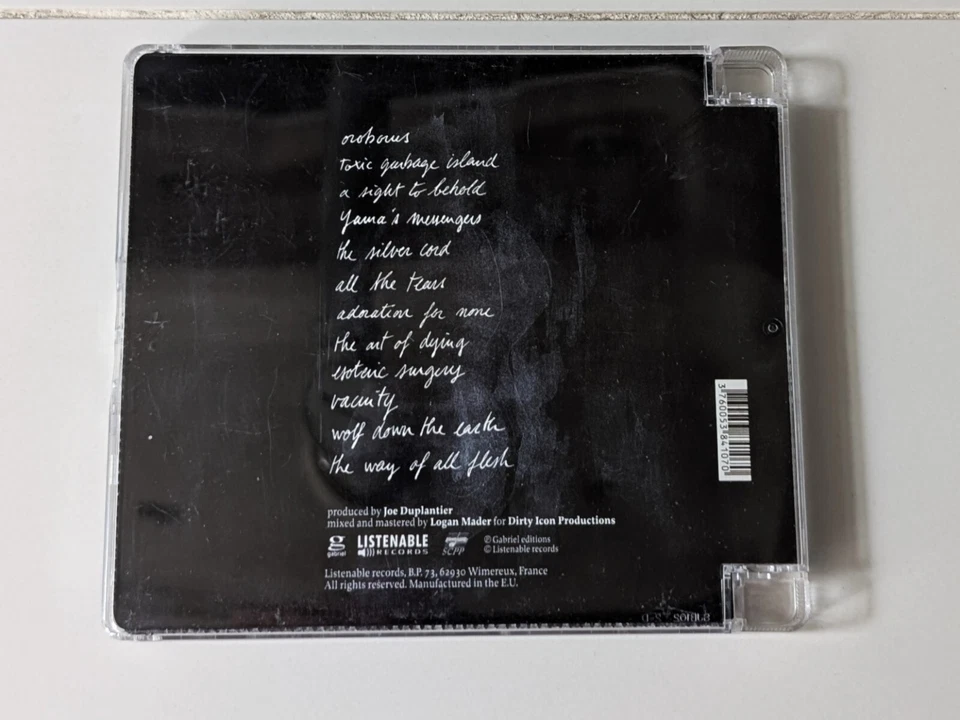 oroborus
toxic garbage island
a sight to behold
Yama's messengers
the silver cord
all the tears
adoration for none
the art of dying
esoteric surgery
vacuity
wolf down the earth
the way of all flesh
3760053841070
produced by Joe Duplantier
mixed and mastered by Logan Mader for Dirty Icon Productions
g gabriel LISTENABLE RECORDS SCPP
℗ Gabriel editions
© Listenable records
Listenable records, B.P. 73, 62930 Wimereux, France
All rights reserved. Manufactured in the E.U.